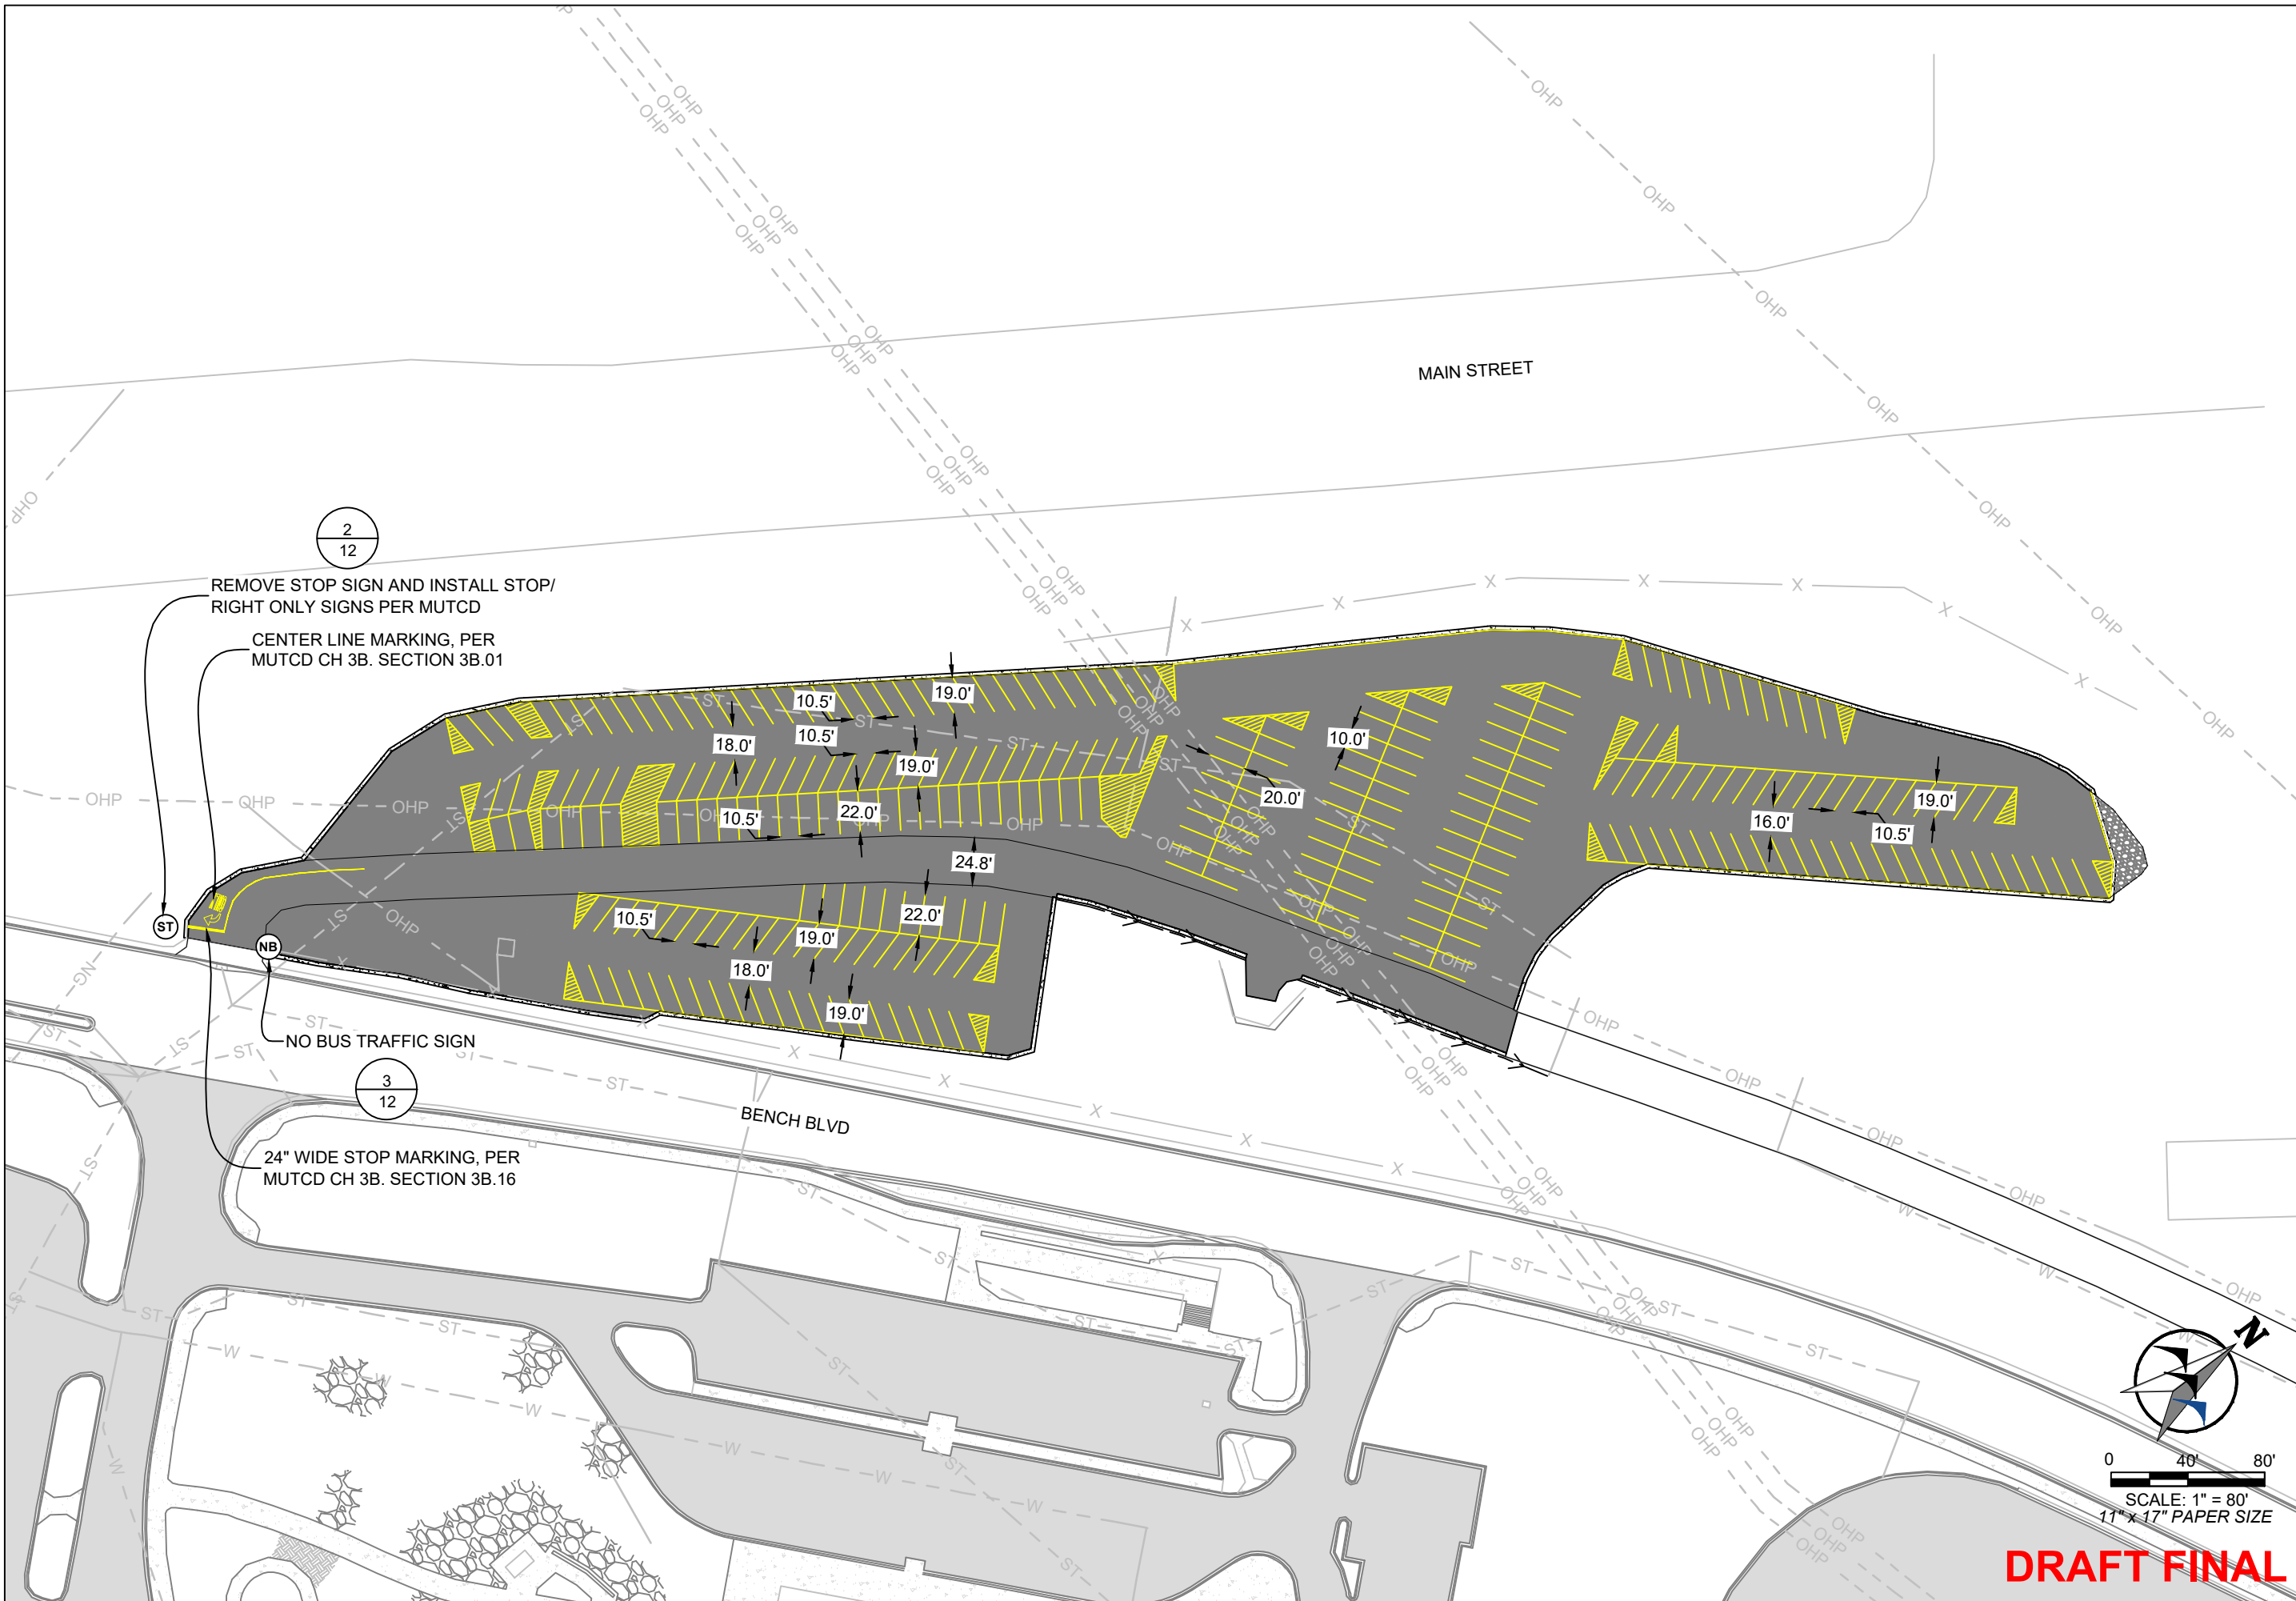 MAIN STREET
2
12
REMOVE STOP SIGN AND INSTALL STOP/
RIGHT ONLY SIGNS PER MUTCD
CENTER LINE MARKING, PER
MUTCD CH 3B. SECTION 3B.01
10.5'
19.0'
10.5'
18.0'
19.0'
10.0'
20.0'
22.0'
10.5'
19.0'
16.0'
10.5'
24.8'
10.5'
22.0'
19.0'
18.0'
19.0'
ST
NB
NO BUS TRAFFIC SIGN
3
12
BENCH BLVD
24" WIDE STOP MARKING, PER
MUTCD CH 3B. SECTION 3B.16
OHP
ST
X
W
NG
N
0 40' 80'
SCALE: 1" = 80'
11" x 17" PAPER SIZE
DRAFT FINAL